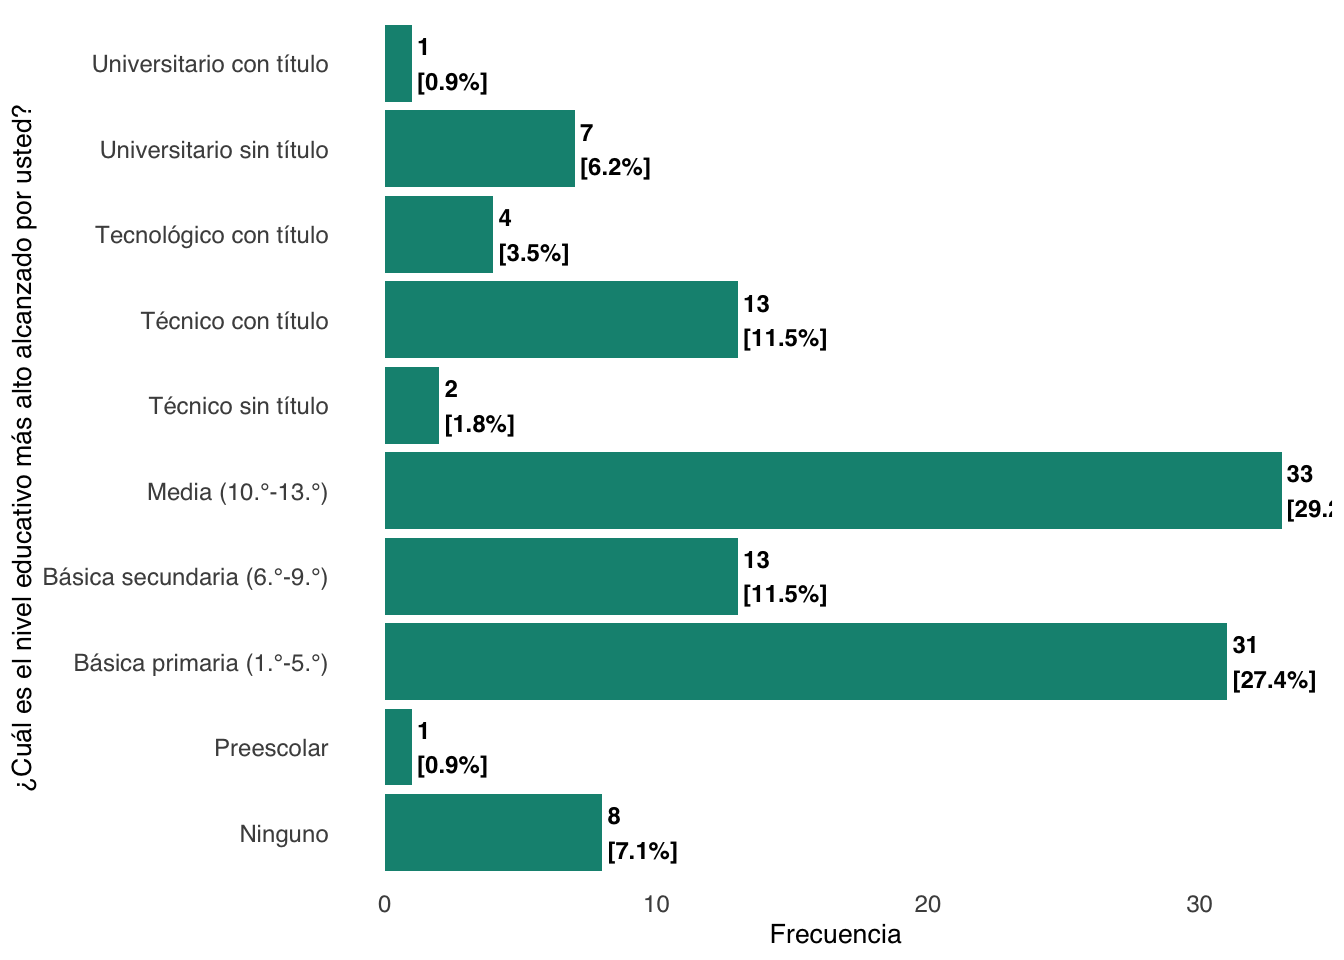 ¿Cuál es el nivel educativo más alto alcanzado por usted?
Universitario con título
1
[0.9%]
Universitario sin título
7
[6.2%]
Tecnológico con título
4
[3.5%]
Técnico con título
13
[11.5%]
Técnico sin título
2
[1.8%]
Media (10.°-13.°)
33
[29.2
Básica secundaria (6.°-9.°)
13
[11.5%]
Básica primaria (1.°-5.°)
31
[27.4%]
Preescolar
1
[0.9%]
Ninguno
8
[7.1%]
0 10 20 30
Frecuencia